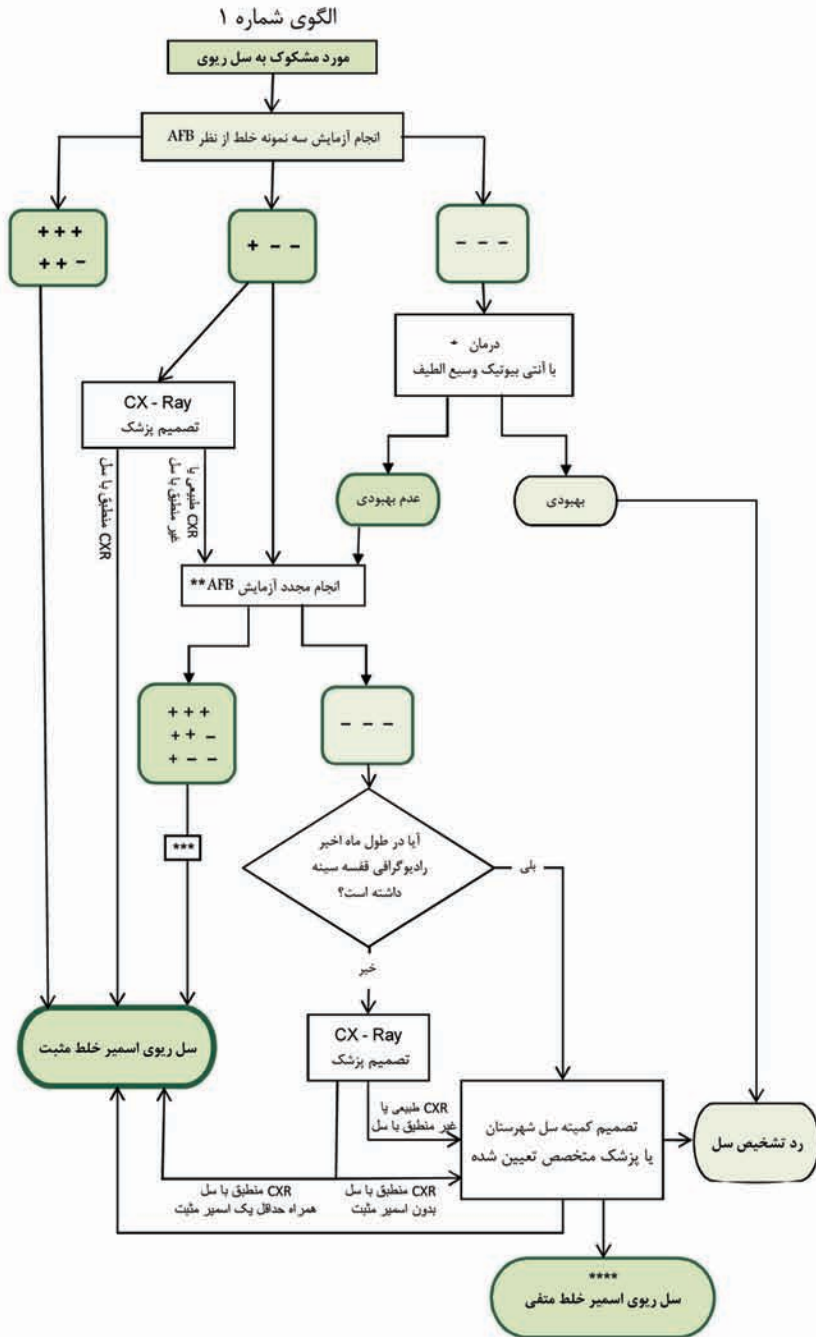 الگوی شماره ۱
مورد مشکوک به سل ریوی
انجام آزمایش سه نمونه خلط از نظر AFB
+ + +
+ + -
+ - -
- - -
درمان +
با آنتی بیوتیک وسیع الطیف
CX - Ray
تصمیم پزشک
CXR منطبق با سل
CXR طبیعی یا
غیر منطبق با سل
عدم بهبودی
بهبودی
انجام مجدد آزمایش AFB**
+ + +
+ + -
+ - -
- - -
***
آیا در طول ماه اخیر
رادیوگرافی قفسه سینه
داشته است؟
بلی
خیر
CX - Ray
تصمیم پزشک
سل ریوی اسمیر خلط مثبت
CXR طبیعی یا
غیر منطبق با سل
تصمیم کمیته سل شهرستان
یا پزشک متخصص تعیین شده
رد تشخیص سل
CXR منطبق با سل
بدون اسمیر مثبت
CXR منطبق با سل
همراه حداقل یک اسمیر مثبت
****
سل ریوی اسمیر خلط منفی